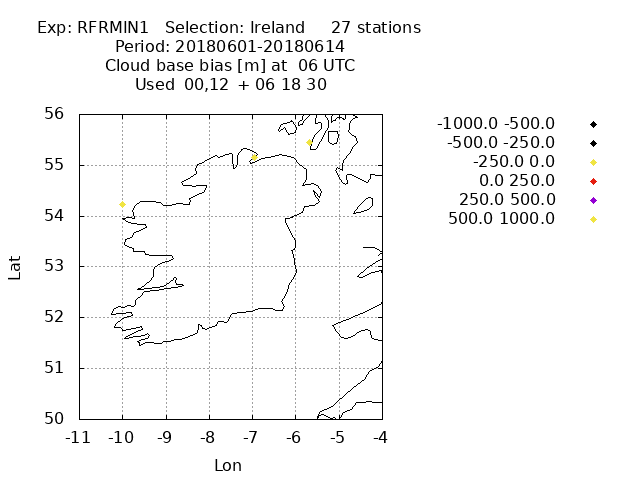 Exp: RFRMIN1 Selection: Ireland 27 stations
Period: 20180601-20180614
Cloud base bias [m] at 06 UTC
Used 00,12 + 06 18 30
-1000.0 -500.0
-500.0 -250.0
-250.0 0.0
0.0 250.0
250.0 500.0
500.0 1000.0
56
55
54
53
52
51
50
Lat
-11 -10 -9 -8 -7 -6 -5 -4
Lon